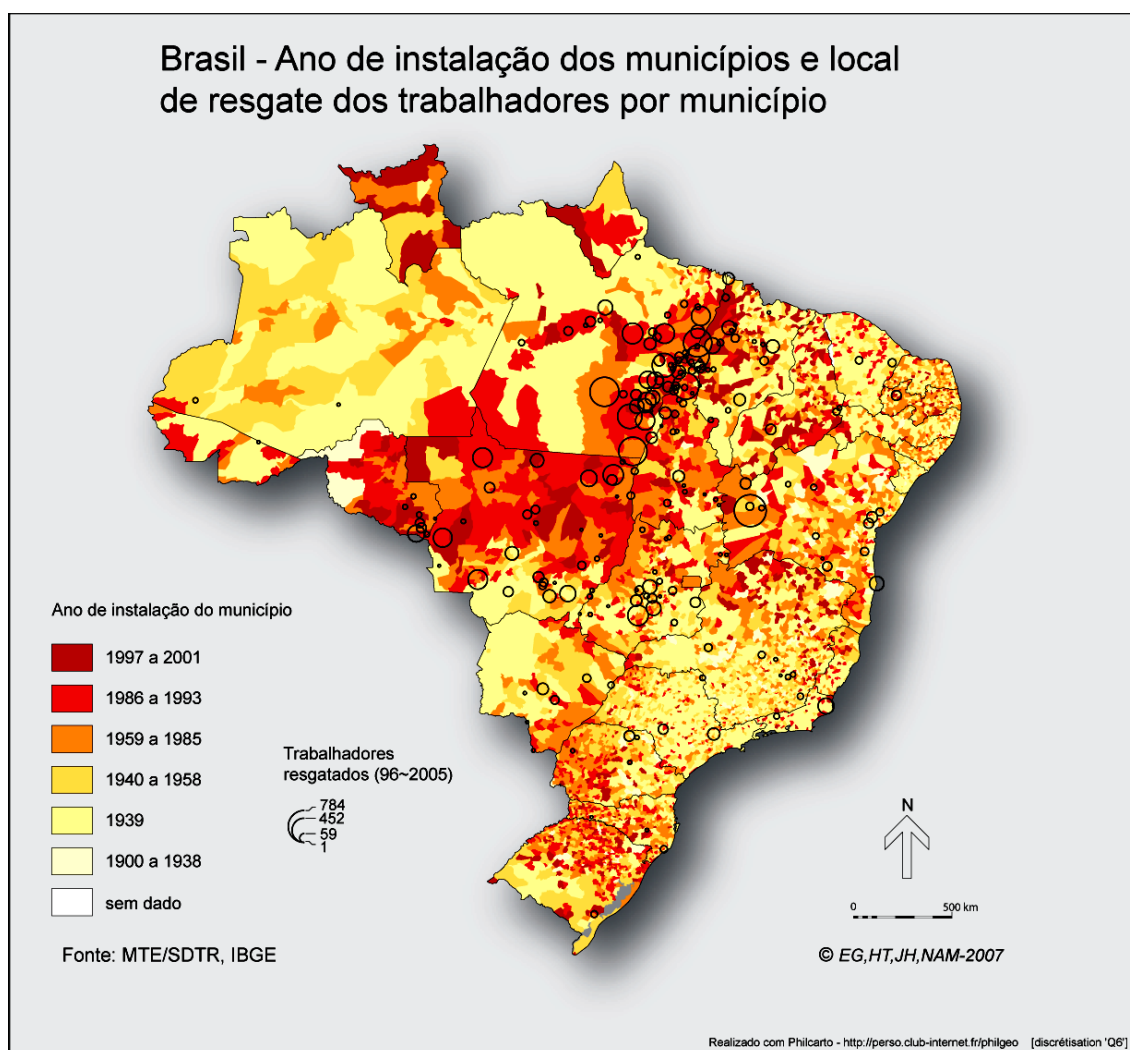 Brasil - Ano de instalação dos municípios e local
de resgate dos trabalhadores por município
Ano de instalação do município
1997 a 2001
1986 a 1993
1959 a 1985
1940 a 1958
1939
1900 a 1938
sem dado
Trabalhadores
resgatados (96~2005)
784
452
59
1
N
0 500 km
Fonte: MTE/SDTR, IBGE
© EG,HT,JH,NAM-2007
Realizado com Philcarto - http://perso.club-internet.fr/philgeo [discrétisation 'Q6']